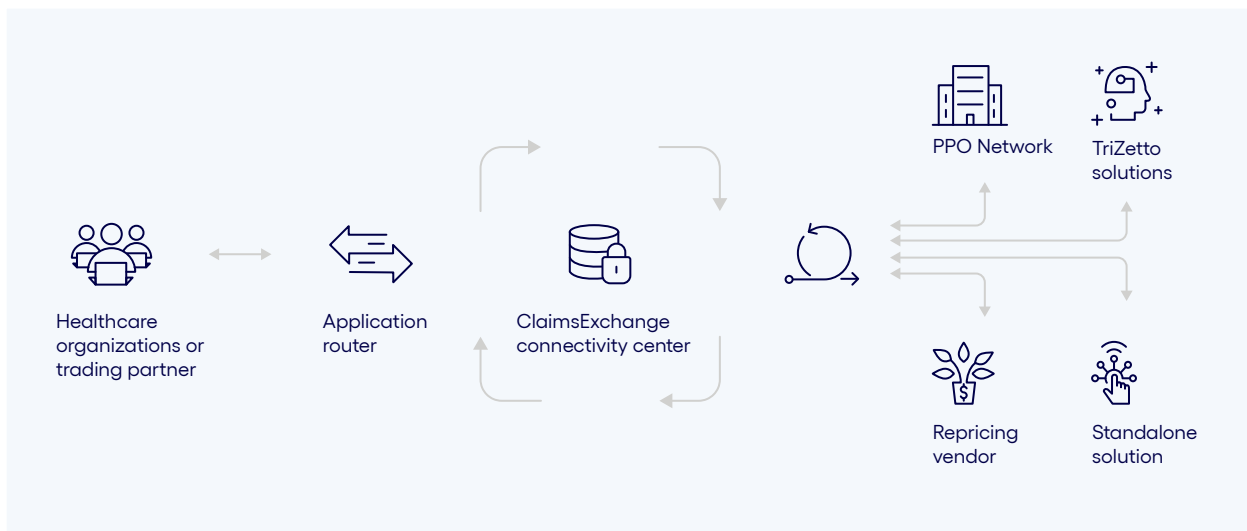 PPO Network
TriZetto
solutions
Healthcare
organizations or
trading partner
Application
router
ClaimsExchange
connectivity center
$
Repricing
vendor
Standalone
solution